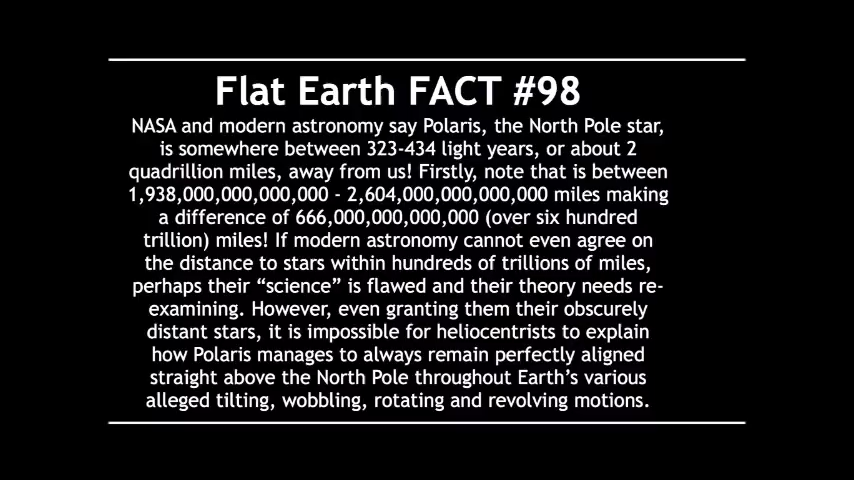 Flat Earth FACT #98
NASA and modern astronomy say Polaris, the North Pole star,
is somewhere between 323-434 light years, or about 2
quadrillion miles, away from us! Firstly, note that is between
1,938,000,000,000,000 - 2,604,000,000,000,000 miles making
a difference of 666,000,000,000,000 (over six hundred
trillion) miles! If modern astronomy cannot even agree on
the distance to stars within hundreds of trillions of miles,
perhaps their “science” is flawed and their theory needs re-
examining. However, even granting them their obscurely
distant stars, it is impossible for heliocentrists to explain
how Polaris manages to always remain perfectly aligned
straight above the North Pole throughout Earth’s various
alleged tilting, wobbling, rotating and revolving motions.